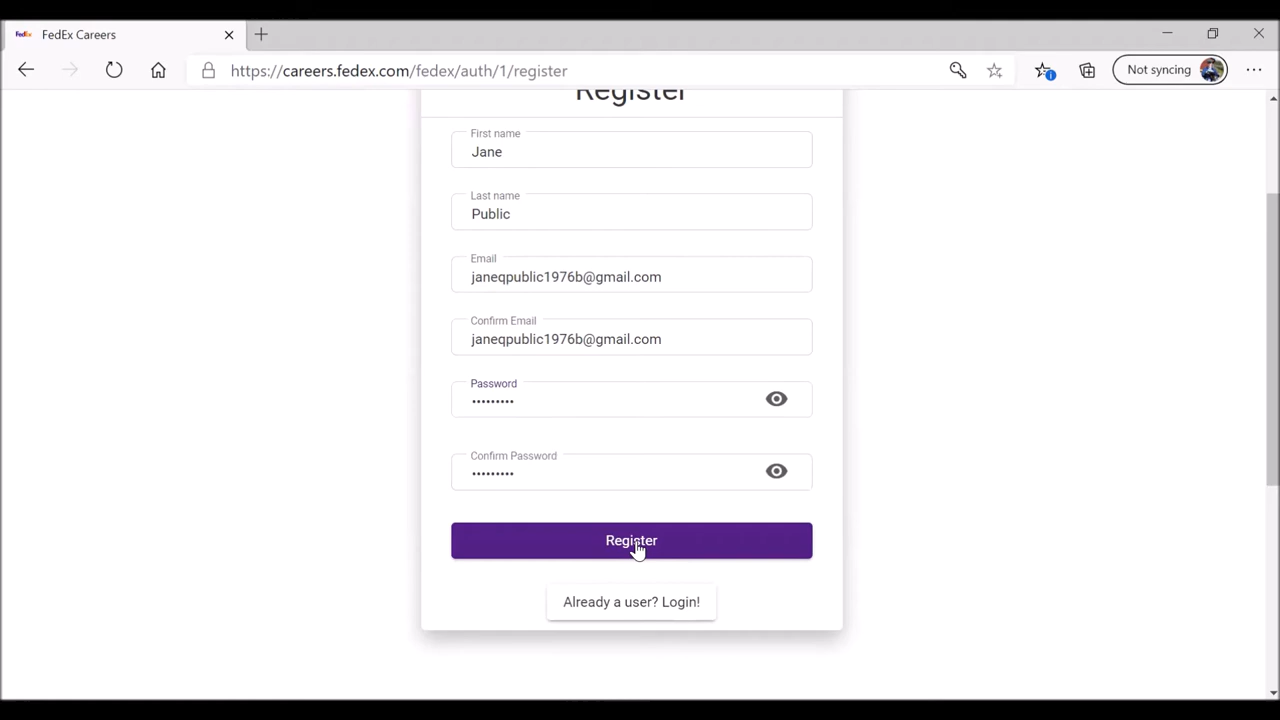 FedEx
FedEx Careers
https://careers.fedex.com/fedex/auth/1/register
Not syncing
Register
First name
Jane
Last name
Public
Email
janeqpublic1976b@gmail.com
Confirm Email
janeqpublic1976b@gmail.com
Password
•••••••••
Confirm Password
•••••••••
Register
Already a user? Login!